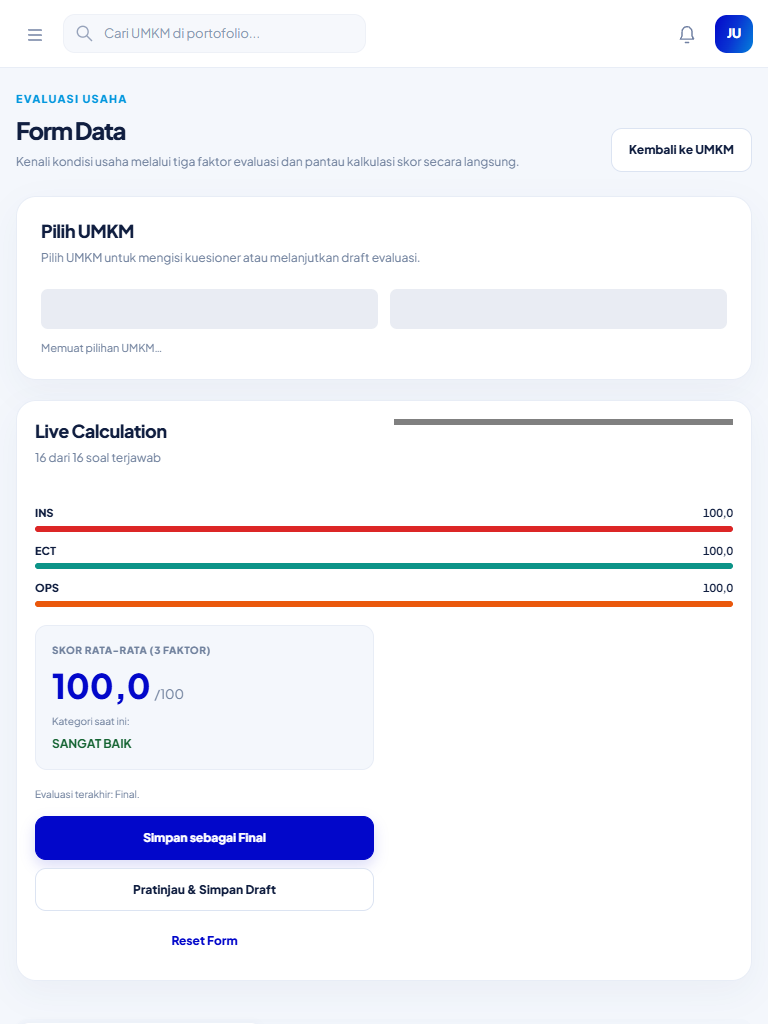 Cari UMKM di portofolio...
JU
EVALUASI USAHA
Form Data
Kenali kondisi usaha melalui tiga faktor evaluasi dan pantau kalkulasi skor secara langsung.
Kembali ke UMKM
Pilih UMKM
Pilih UMKM untuk mengisi kuesioner atau melanjutkan draft evaluasi.
Memuat pilihan UMKM...
Live Calculation
16 dari 16 soal terjawab
INS 100,0
ECT 100,0
OPS 100,0
SKOR RATA-RATA (3 FAKTOR)
100,0 /100
Kategori saat ini:
SANGAT BAIK
Evaluasi terakhir: Final.
Simpan sebagai Final
Pratinjau & Simpan Draft
Reset Form